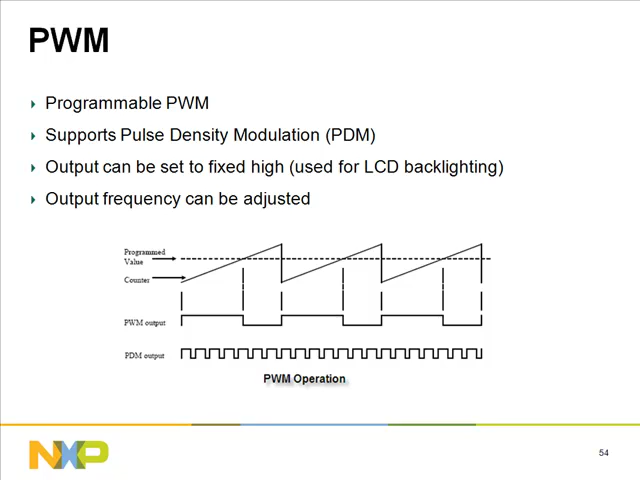 PWM
Programmable PWM
Supports Pulse Density Modulation (PDM)
Output can be set to fixed high (used for LCD backlighting)
Output frequency can be adjusted
Programmed
Value
Counter
PWM output
PDM output
PWM Operation
NXP
54